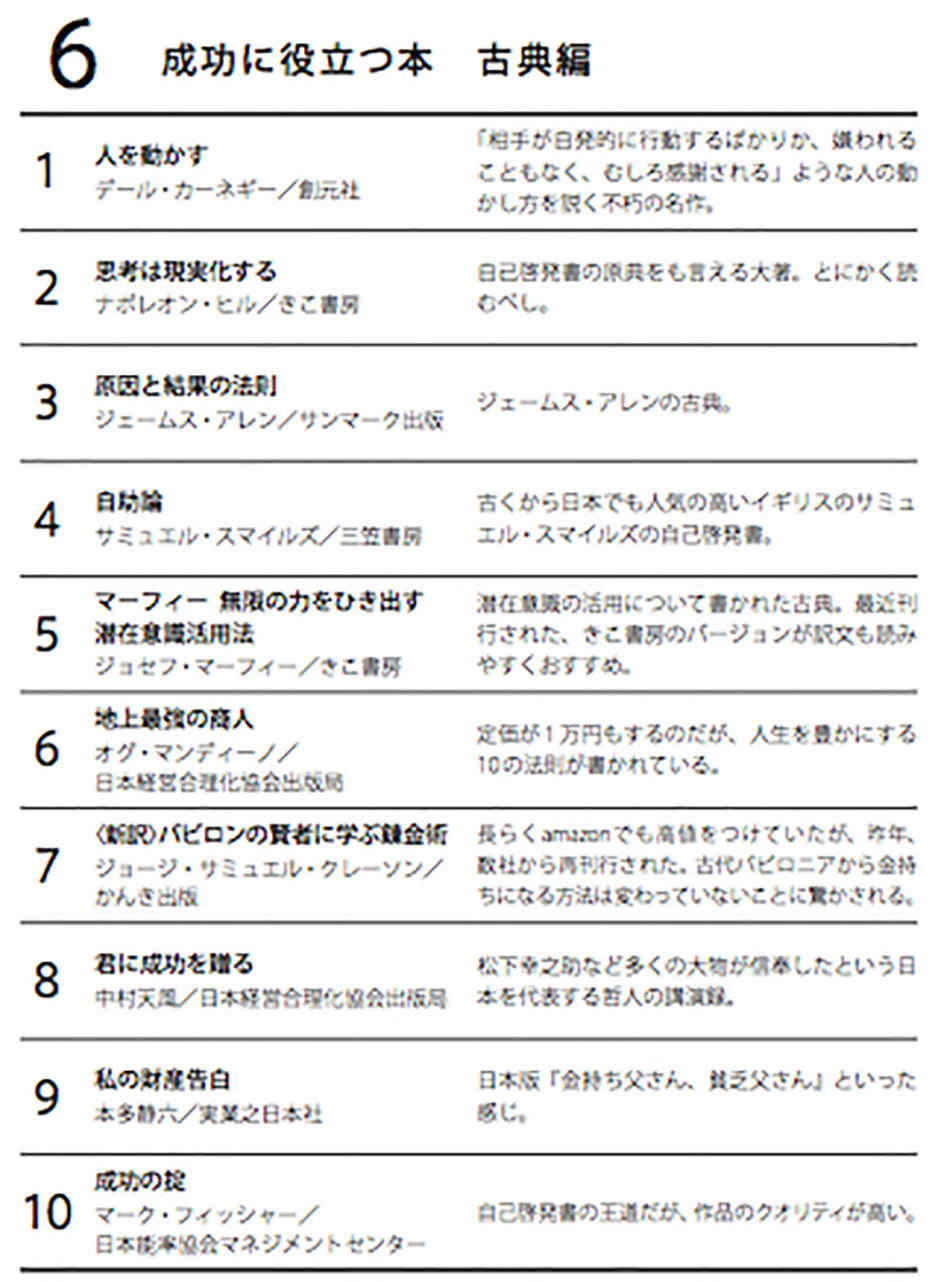 6 成功に役立つ本 古典編
1
人を動かす
デール・カーネギー／創元社
「相手が自発的に行動するばかりか、嫌われる
こともなく、むしろ感謝される」ような人の動
かし方を説く不朽の名作。
2
思考は現実化する
ナポレオン・ヒル／きこ書房
自己啓発書の原典をも言える大著。とにかく読
むべし。
3
原因と結果の法則
ジェームス・アレン／サンマーク出版
ジェームス・アレンの古典。
4
自助論
サミュエル・スマイルズ／三笠書房
古くから日本でも人気の高いイギリスのサミュ
エル・スマイルズの自己啓発書。
5
マーフィー 無限の力をひき出す
潜在意識活用法
ジョセフ・マーフィー／きこ書房
潜在意識の活用について書かれた古典。最近刊
行された、きこ書房のバージョンが訳文も読み
やすくおすすめ。
6
地上最強の商人
オグ・マンディーノ／
日本経営合理化協会出版局
定価が1万円もするのだが、人生を豊かにする
10の法則が書かれている。
7
〈新訳〉バビロンの賢者に学ぶ錬金術
ジョージ・サミュエル・クレーソン／
かんき出版
長らくamazonでも高値をつけていたが、昨年、
数社から再刊行された。古代バビロニアから金持
ちになる方法は変わっていないことに驚かされる。
8
君に成功を贈る
中村天風／日本経営合理化協会出版局
松下幸之助など多くの大物が信奉したという日
本を代表する哲人の講演録。
9
私の財産告白
本多静六／実業之日本社
日本版『金持ち父さん、貧乏父さん』といった
感じ。
10
成功の掟
マーク・フィッシャー／
日本能率協会マネジメントセンター
自己啓発書の王道だが、作品のクオリティが高い。